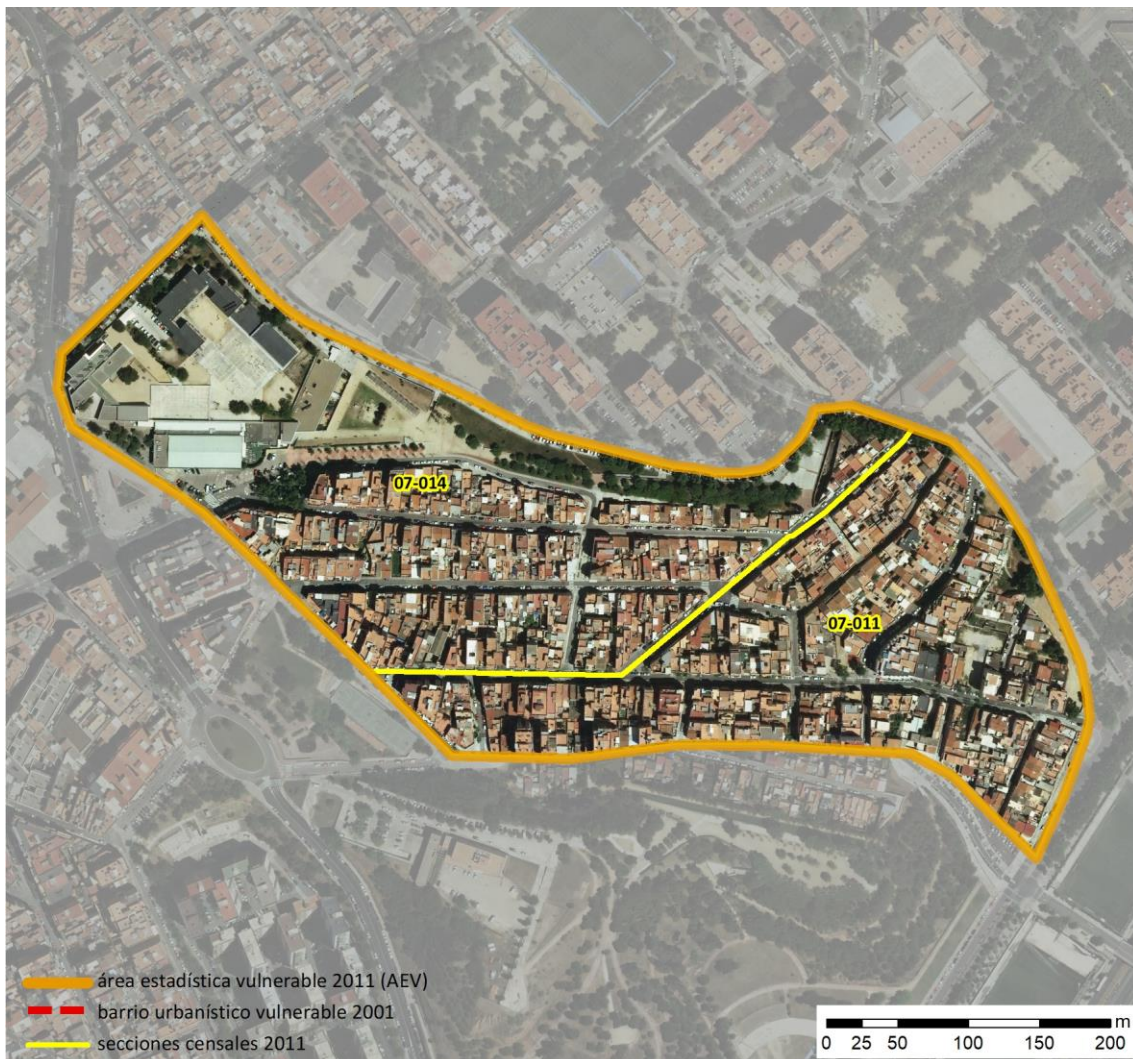 07-014
07-011
área estadística vulnerable 2011 (AEV)
barrio urbanístico vulnerable 2001
secciones censales 2011
m
0 25 50 100 150 200